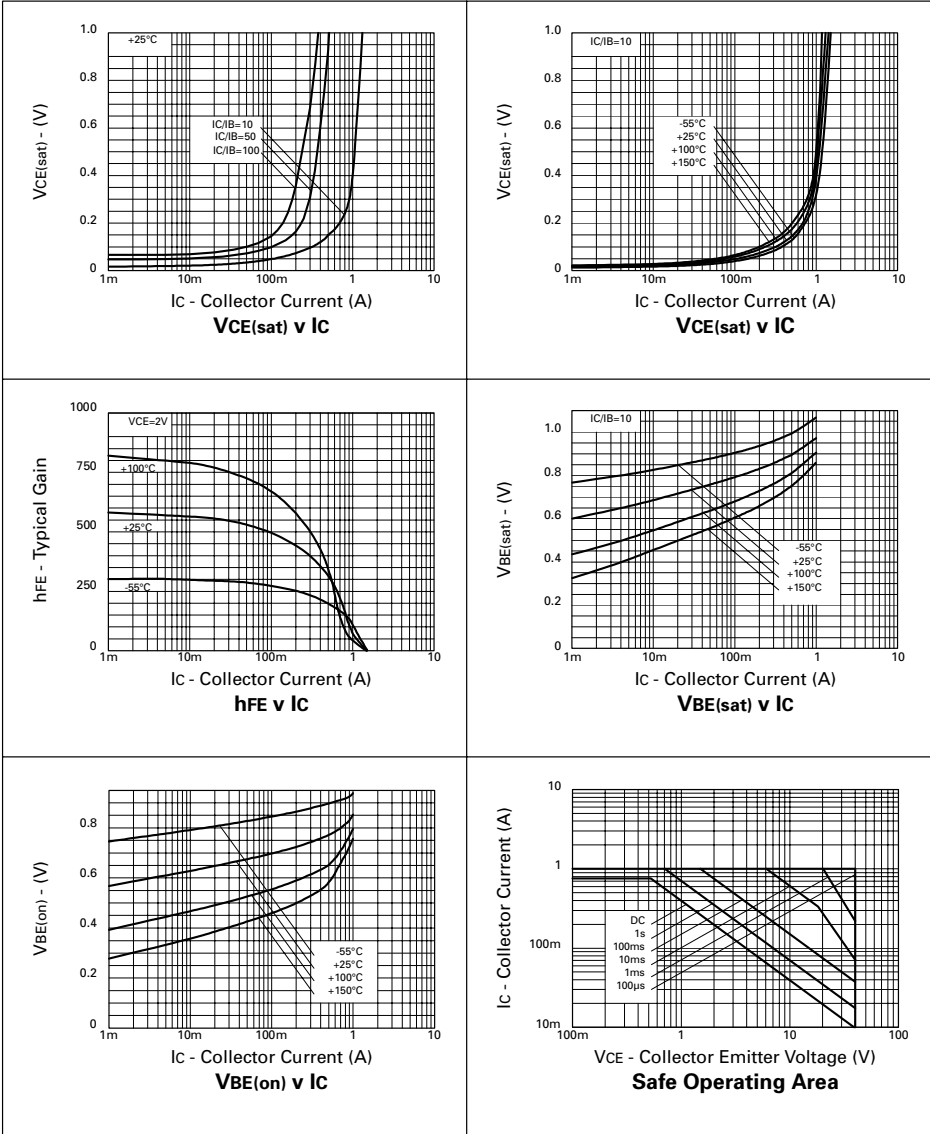 1.0
+25°C
0.8
0.6
IC/IB=10
IC/IB=50
IC/IB=100
0.4
0.2
0
1m 10m 100m 1 10
VCE(sat) - (V)
IC - Collector Current (A)
VCE(sat) v IC
1.0
IC/IB=10
0.8
0.6
-55°C
+25°C
+100°C
+150°C
0.4
0.2
0
1m 10m 100m 1 10
VCE(sat) - (V)
IC - Collector Current (A)
VCE(sat) v IC
1000
VCE=2V
750
+100°C
500
+25°C
250
-55°C
0
1m 10m 100m 1 10
hFE - Typical Gain
IC - Collector Current (A)
hFE v IC
1.0
IC/IB=10
0.8
0.6
0.4
-55°C
+25°C
+100°C
+150°C
0.2
0
1m 10m 100m 1 10
VBE(sat) - (V)
IC - Collector Current (A)
VBE(sat) v IC
0.8
0.6
0.4
-55°C
+25°C
+100°C
+150°C
0.2
0
1m 10m 100m 1 10
VBE(on) - (V)
IC - Collector Current (A)
VBE(on) v IC
10
1
DC
1s
100ms
10ms
1ms
100µs
100m
10m
100m 1 10 100
IC - Collector Current (A)
VCE - Collector Emitter Voltage (V)
Safe Operating Area